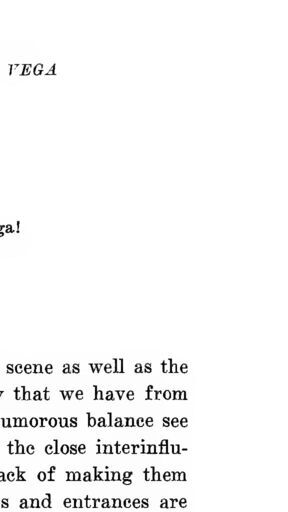 VEGA
ga!
scene as well as the
y that we have from
umorous balance see
the close interinflu-
ack of making them
s and entrances are